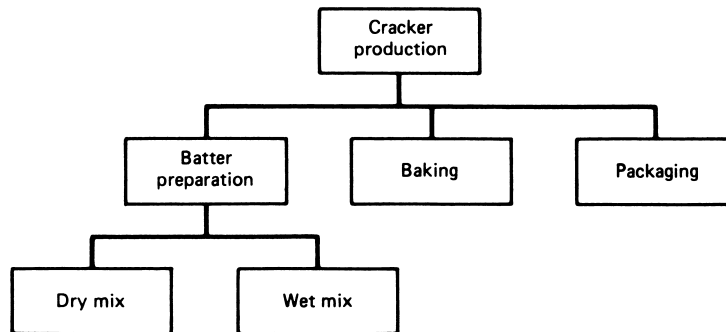 Cracker
production
Batter
preparation
Baking
Packaging
Dry mix
Wet mix